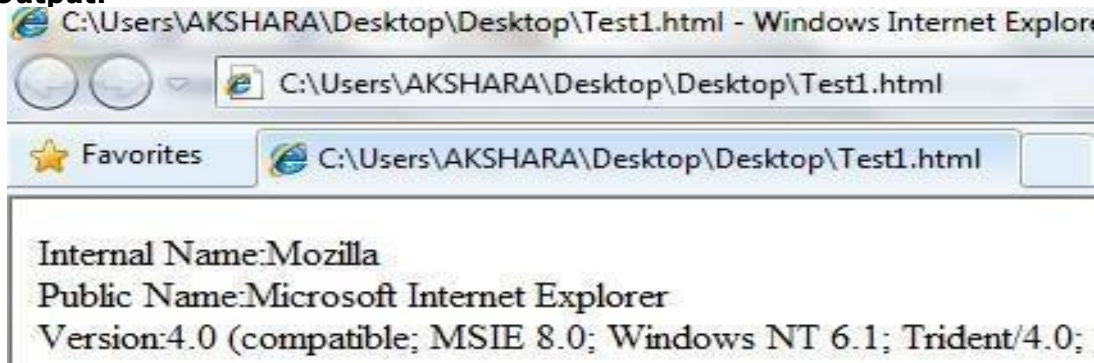 Output:
C:\Users\AKSHARA\Desktop\Desktop\Test1.html - Windows Internet Explore
C:\Users\AKSHARA\Desktop\Desktop\Test1.html
Favorites C:\Users\AKSHARA\Desktop\Desktop\Test1.html
Internal Name:Mozilla
Public Name:Microsoft Internet Explorer
Version:4.0 (compatible; MSIE 8.0; Windows NT 6.1; Trident/4.0;